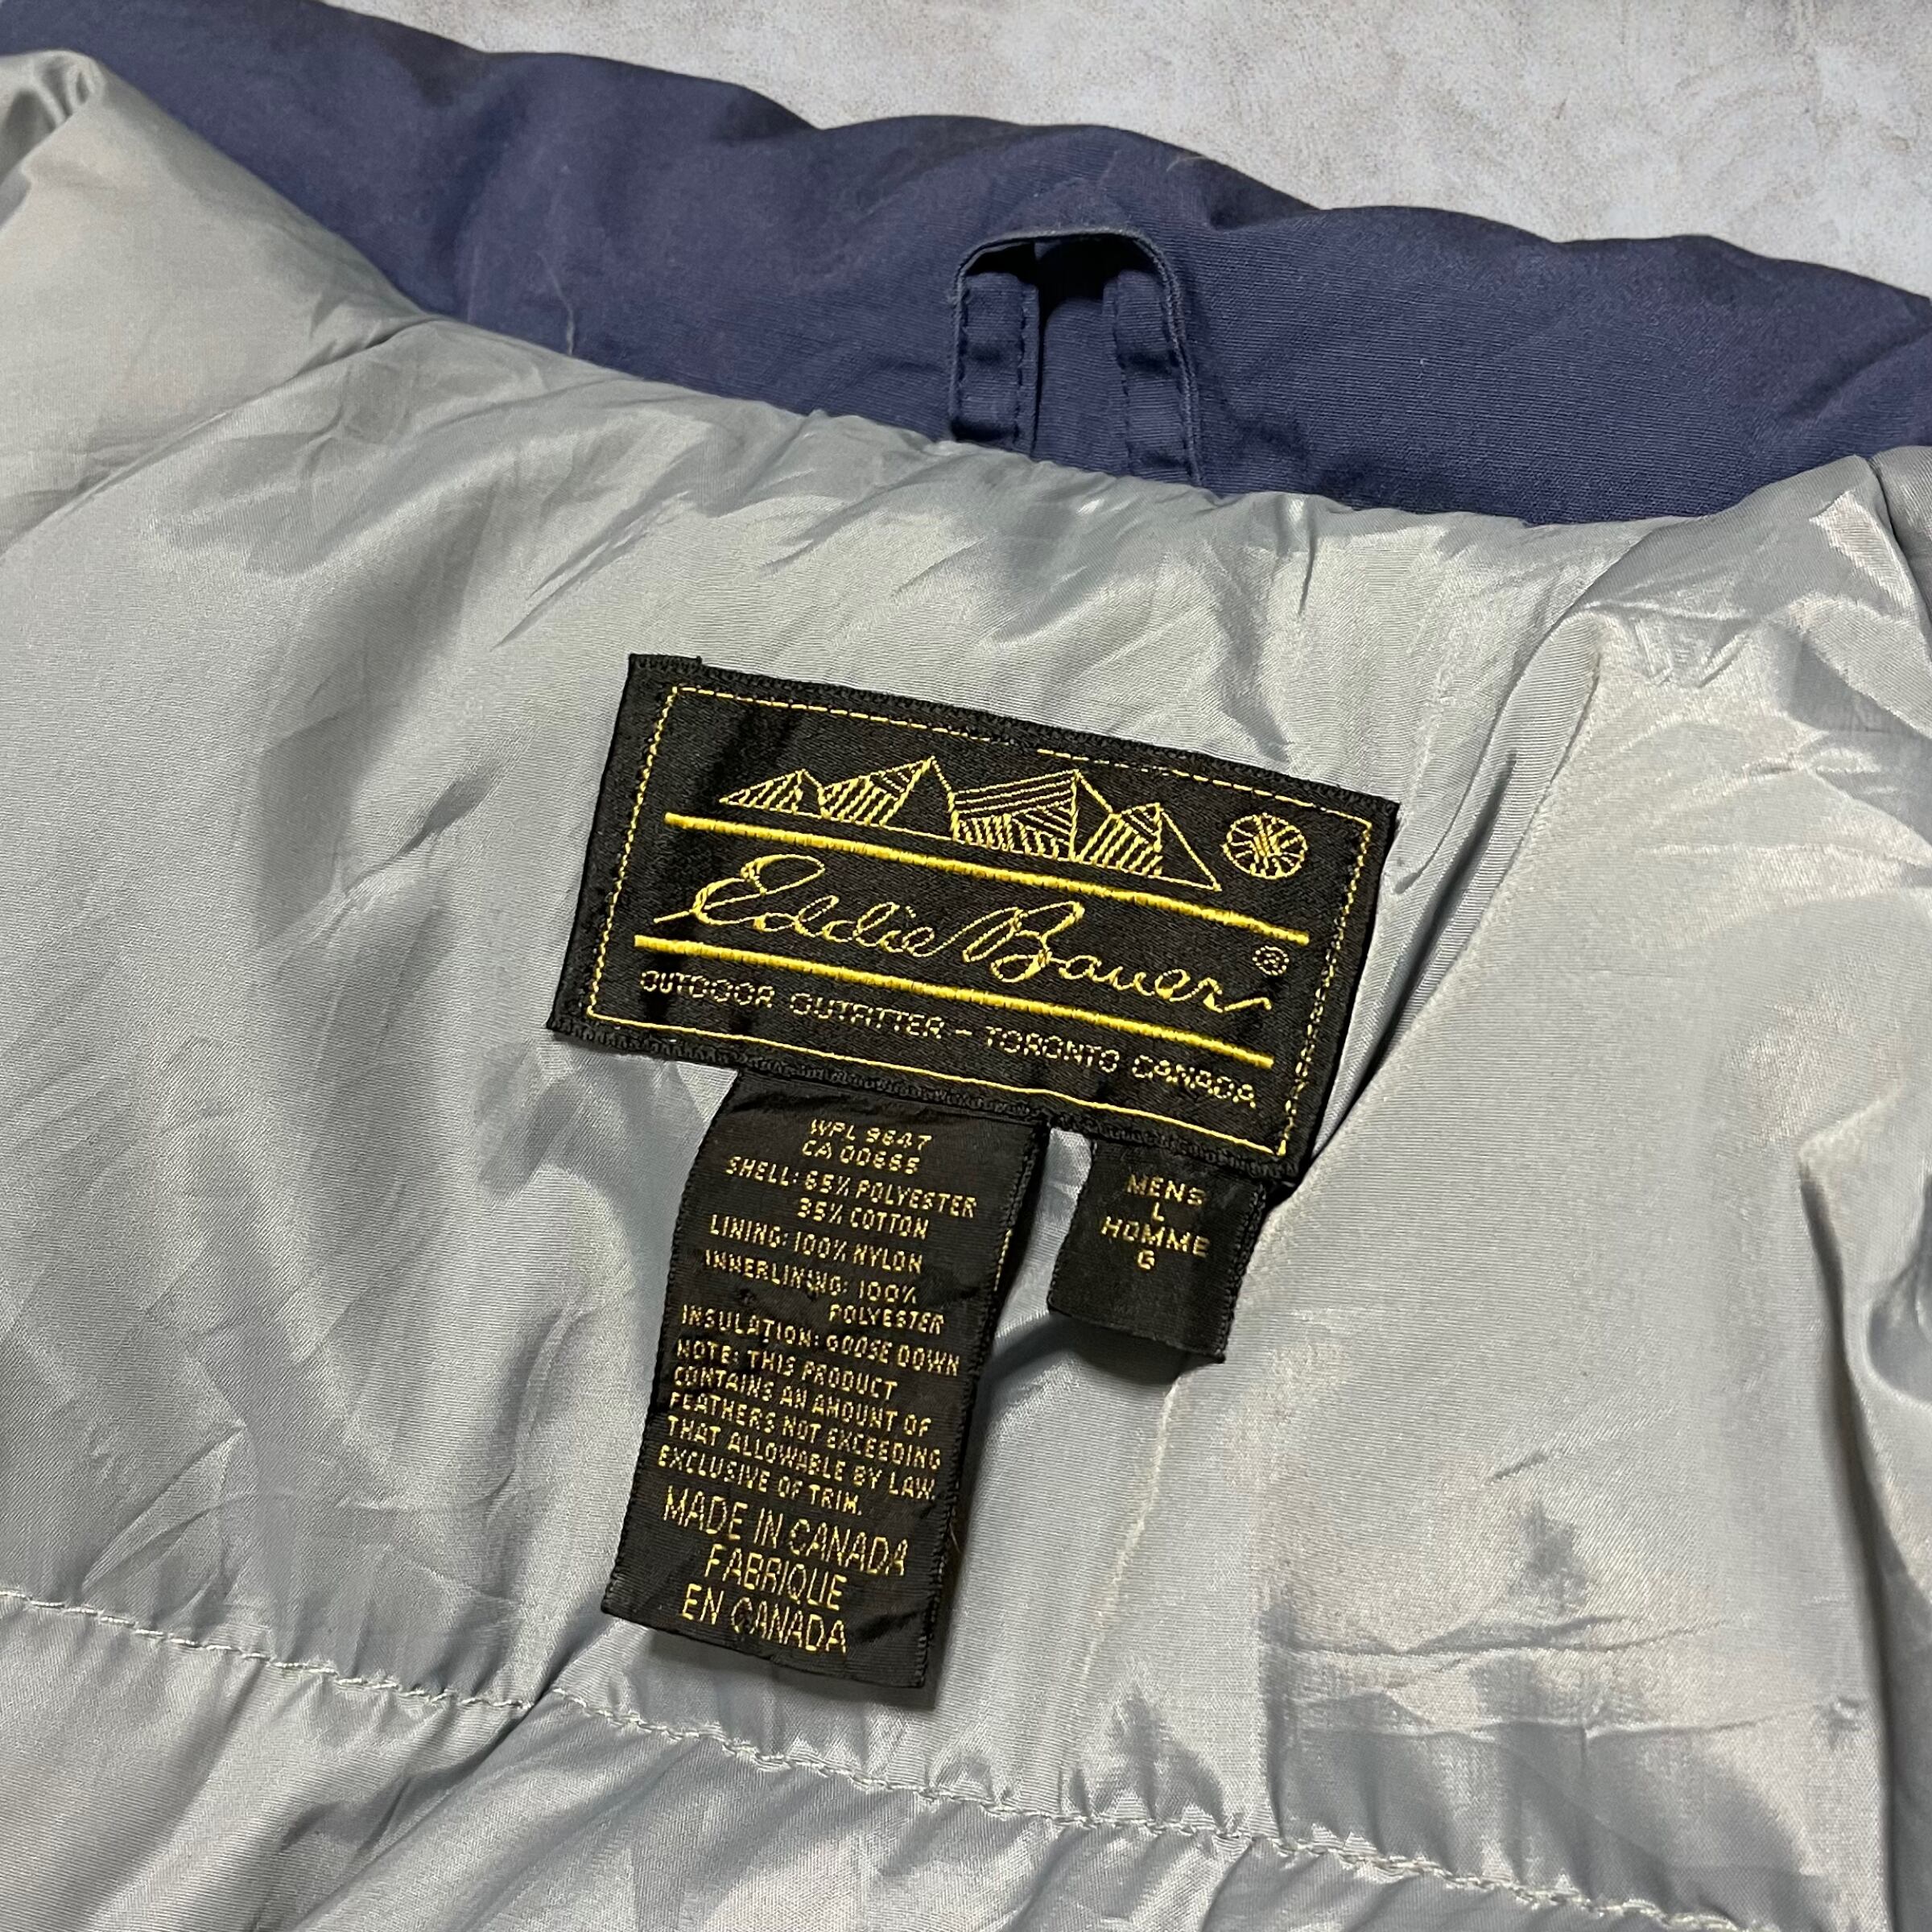 Eddie Bauer®
OUTDOOR OUTFITTER – TORONTO CANADA
WPL 9647
CA 00665
SHELL: 65% POLYESTER
35% COTTON
LINING: 100% NYLON
INNERLINING: 100%
POLYESTER
INSULATION: GOOSE DOWN
NOTE: THIS PRODUCT
CONTAINS AN AMOUNT OF
FEATHERS NOT EXCEEDING
THAT ALLOWABLE BY LAW.
EXCLUSIVE OF TRIM.
MADE IN CANADA
FABRIQUE
EN CANADA
MENS
L
HOMME
G